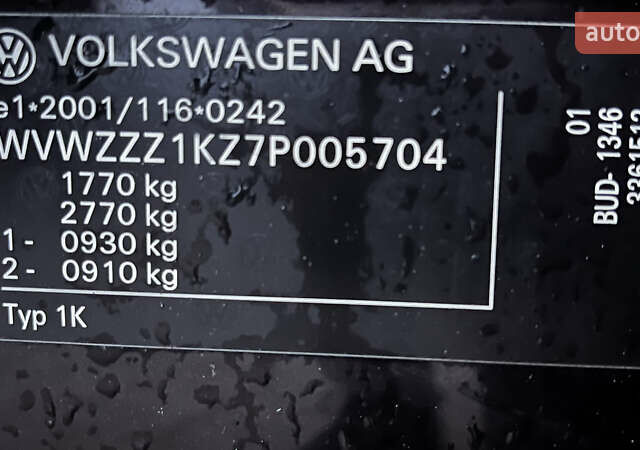 VOLKSWAGEN AG
e1*2001/116*0242
WVWZZZ1KZ7P005704
1770 kg
2770 kg
1 - 0930 kg
2 - 0910 kg
Typ 1K
01
BUD- 1346
auto